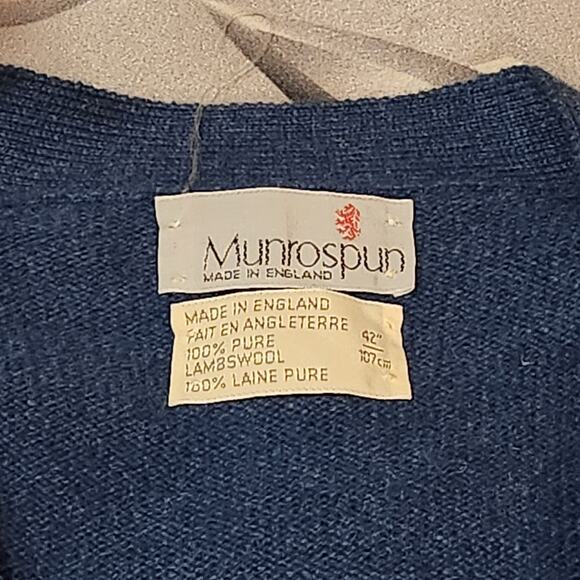 Munrospun
MADE IN ENGLAND
MADE IN ENGLAND
FAIT EN ANGLETERRE
100% PURE
LAMBSWOOL
100% LAINE PURE
42"
107cm